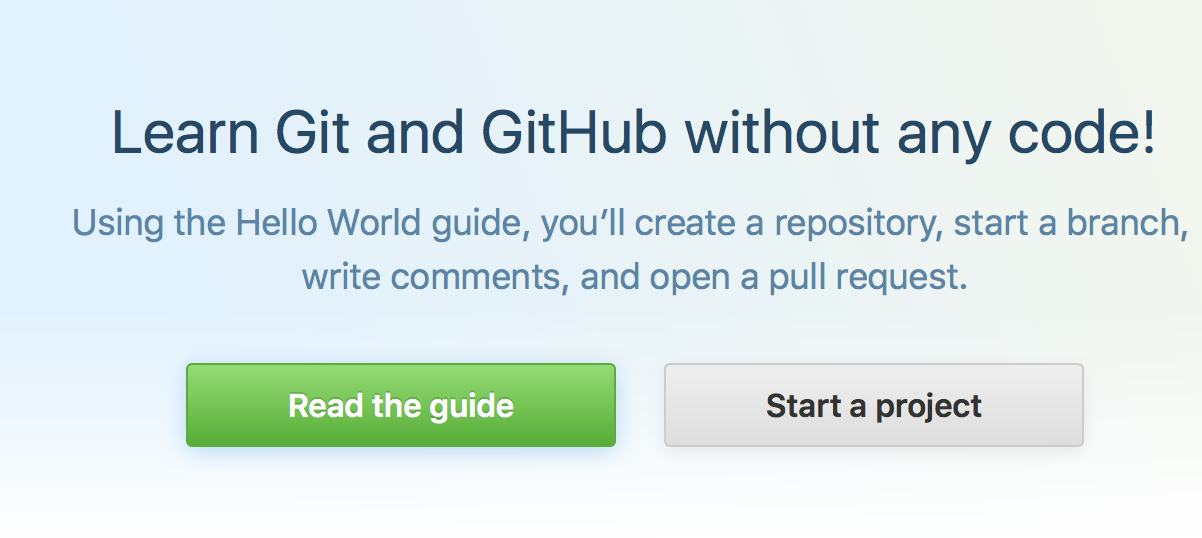 Learn Git and GitHub without any code!
Using the Hello World guide, you’ll create a repository, start a branch,
write comments, and open a pull request.
Read the guide
Start a project